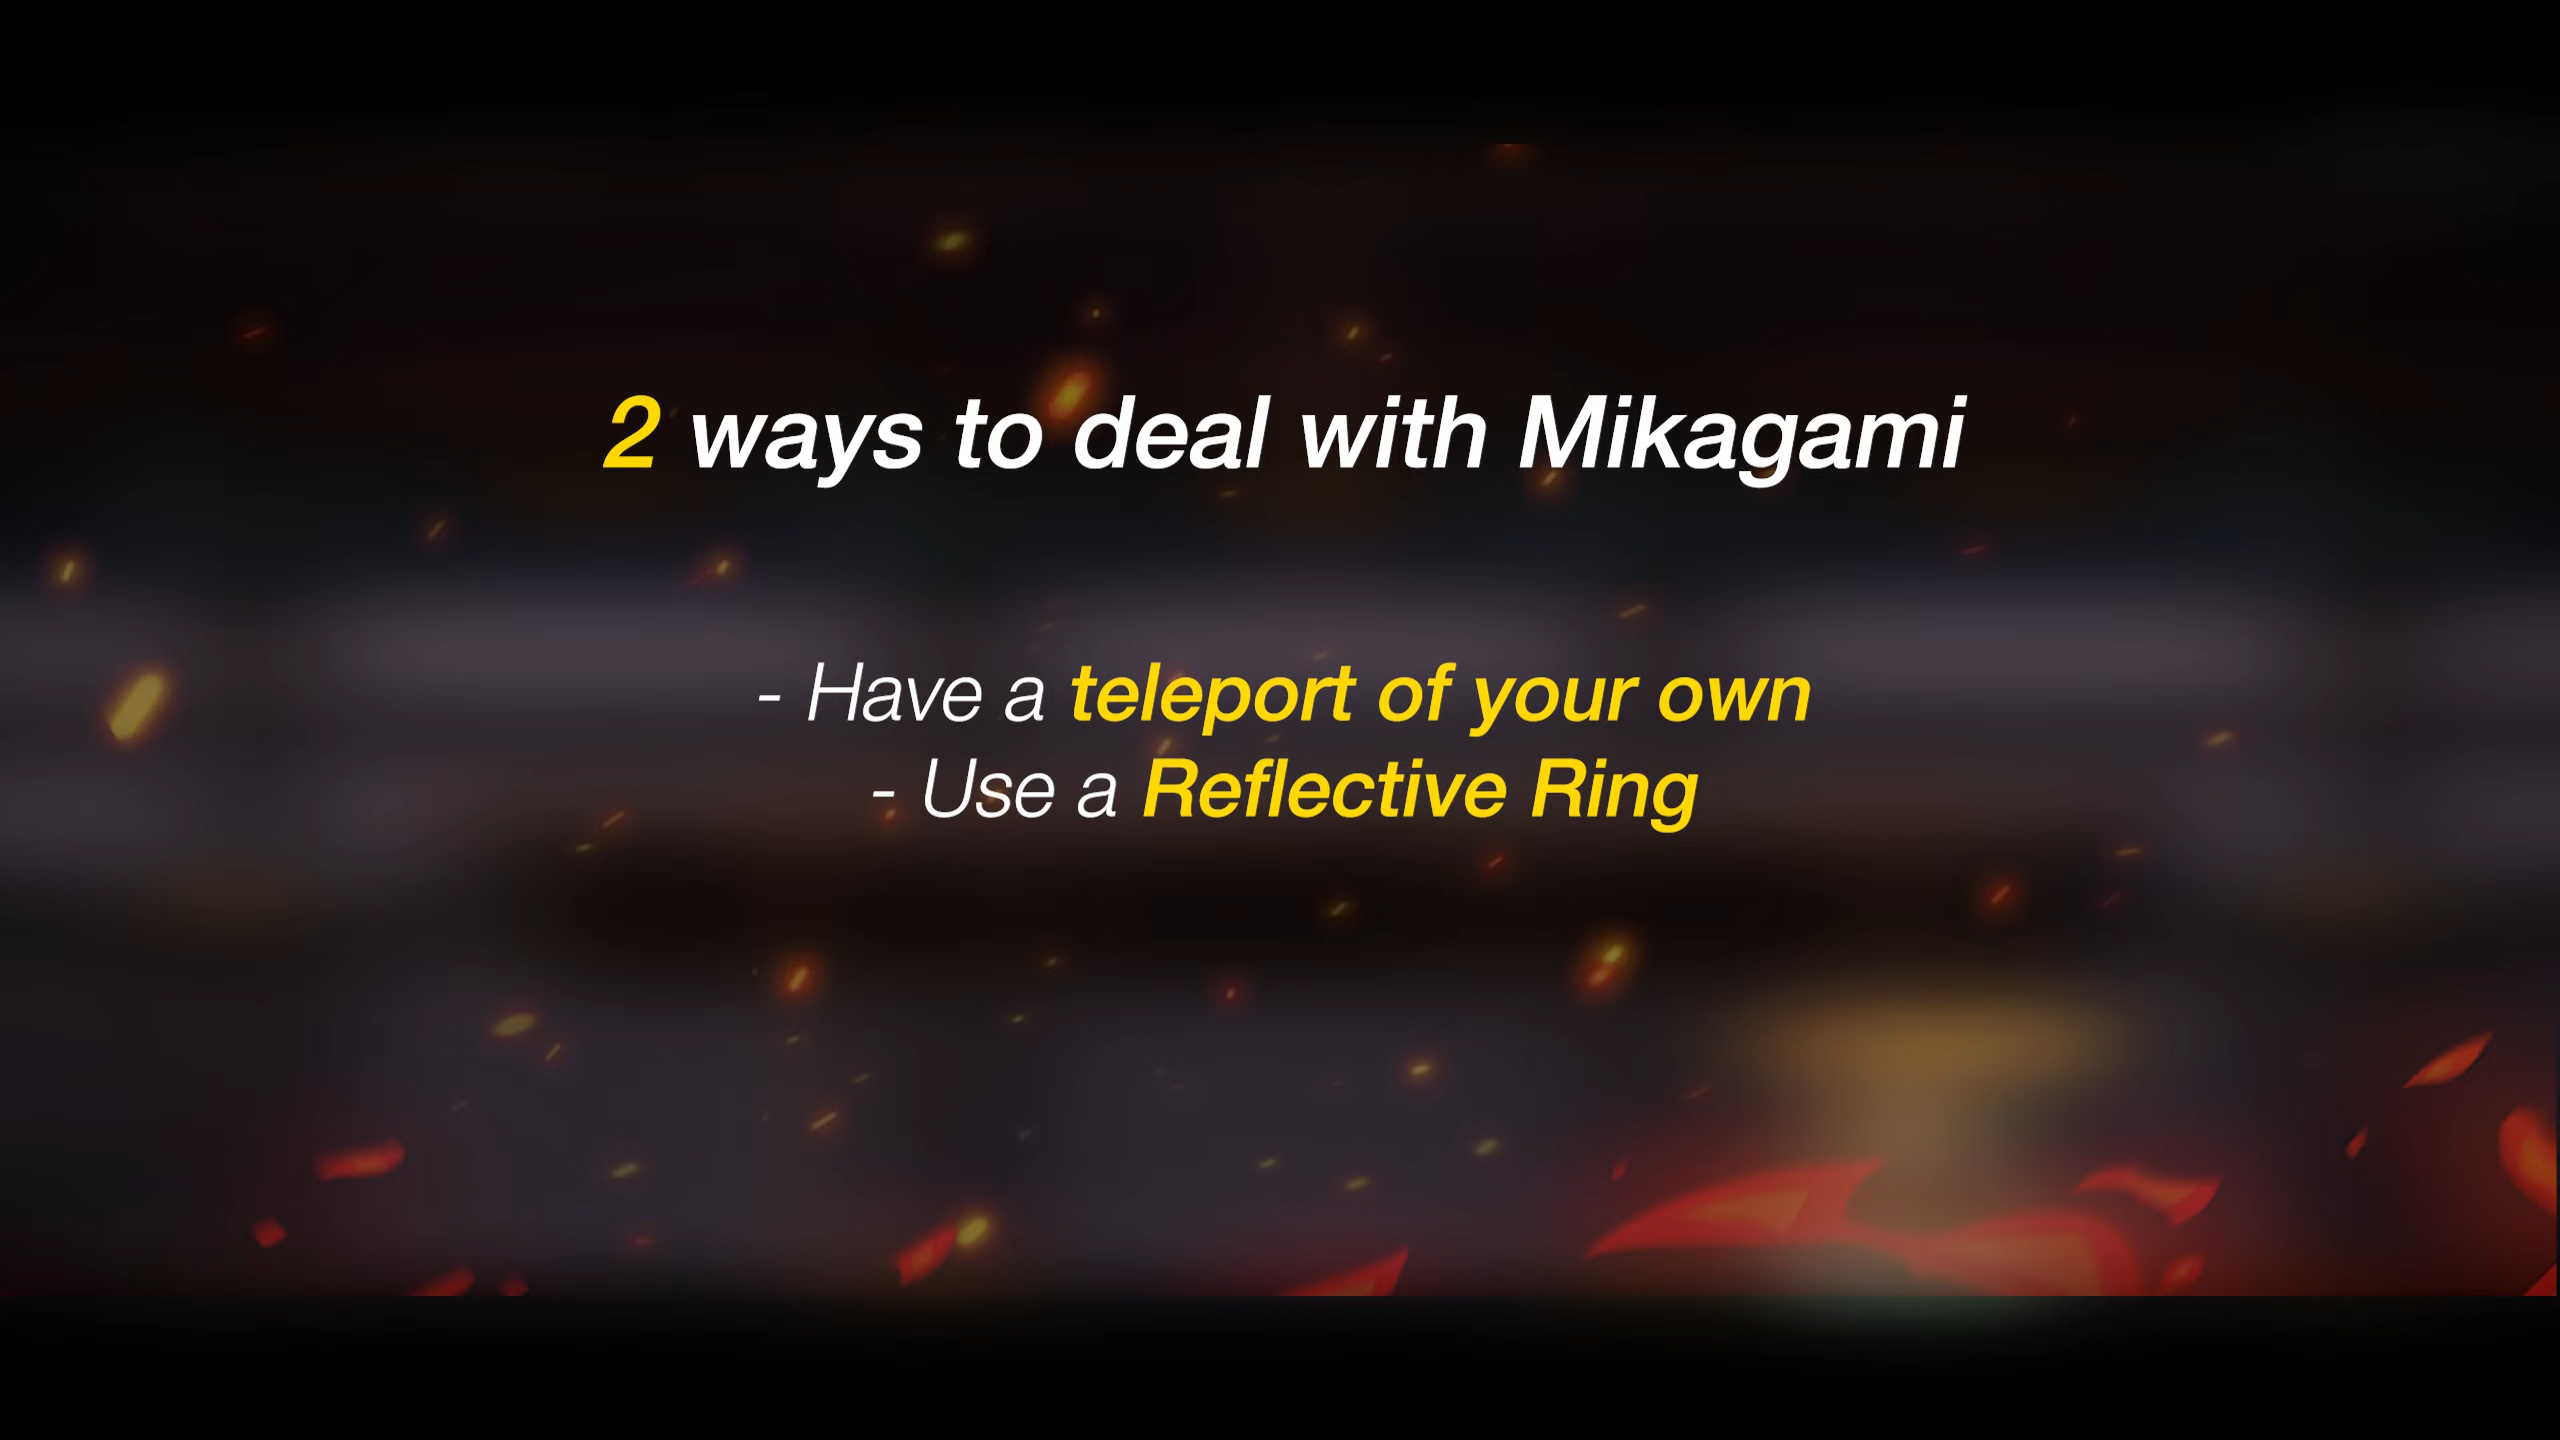 2 ways to deal with Mikagami
- Have a teleport of your own
- Use a Reflective Ring